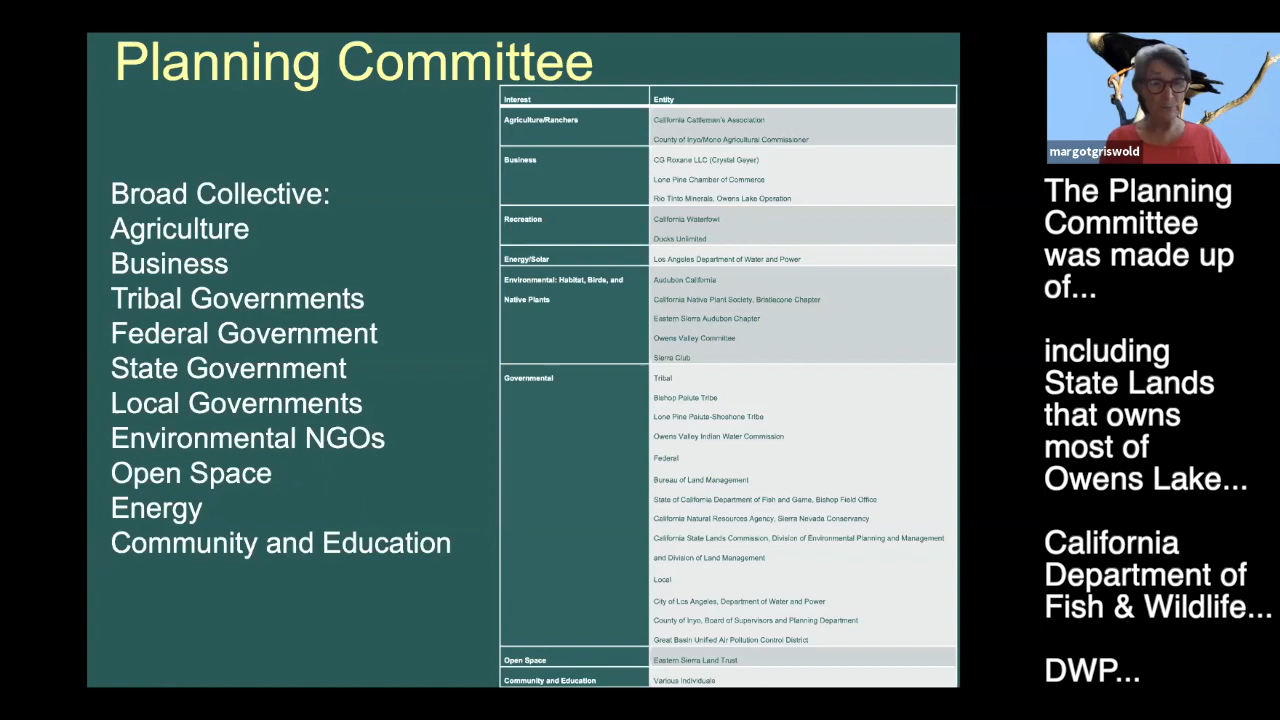 Planning Committee
Broad Collective:
Agriculture
Business
Tribal Governments
Federal Government
State Government
Local Governments
Environmental NGOs
Open Space
Energy
Community and Education
Interest
Entity
Agriculture/Ranchers
California Cattlemen's Association
County of Inyo/Mono Agricultural Commissioner
Business
CG Roxane LLC (Crystal Geyer)
Lone Pine Chamber of Commerce
Rio Tinto Minerals, Owens Lake Operation
Recreation
California Waterfowl
Ducks Unlimited
Energy/Solar
Los Angeles Department of Water and Power
Environmental: Habitat, Birds, and
Native Plants
Audubon California
California Native Plant Society, Bristlecone Chapter
Eastern Sierra Audubon Chapter
Owens Valley Committee
Sierra Club
Governmental
Tribal
Bishop Paiute Tribe
Lone Pine Paiute-Shoshone Tribe
Owens Valley Indian Water Commission
Federal
Bureau of Land Management
State of California Department of Fish and Game, Bishop Field Office
California Natural Resources Agency, Sierra Nevada Conservancy
California State Lands Commission, Division of Environmental Planning and Management
and Division of Land Management
Local
City of Los Angeles, Department of Water and Power
County of Inyo, Board of Supervisors and Planning Department
Great Basin Unified Air Pollution Control District
Open Space
Eastern Sierra Land Trust
Community and Education
Various Individuals
margotgriswold
The Planning
Committee
was made up
of...
including
State Lands
that owns
most of
Owens Lake...
California
Department of
Fish & Wildlife...
DWP...